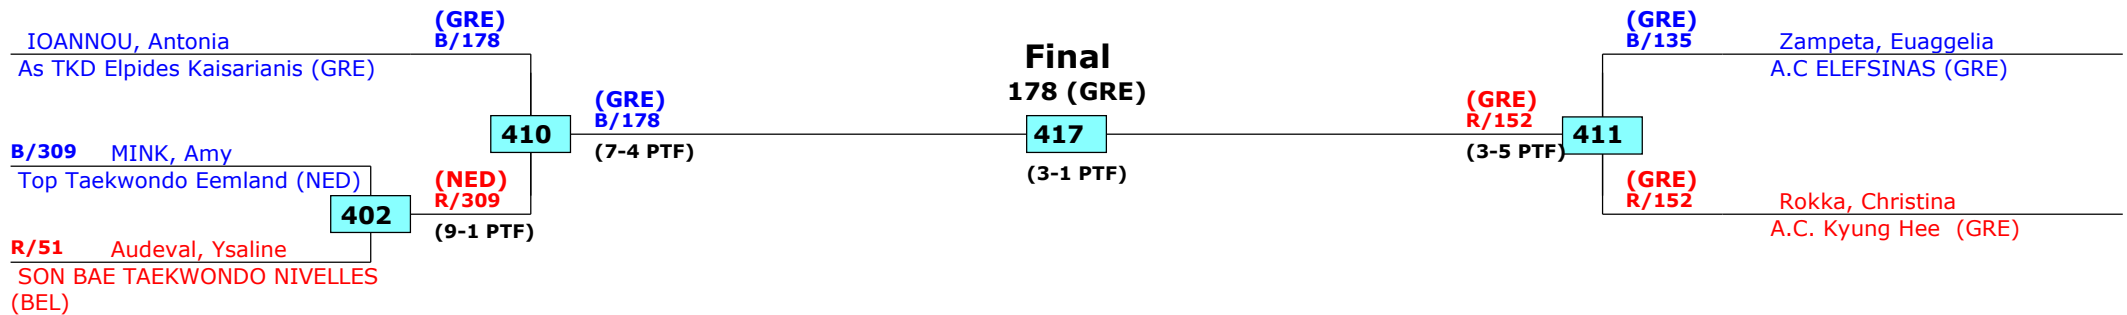 (GRE)
B/178
IOANNOU, Antonia
As TKD Elpides Kaisarianis (GRE)
410
(GRE)
B/178
(7-4 PTF)
B/309 MINK, Amy
Top Taekwondo Eemland (NED)
402
(NED)
R/309
(9-1 PTF)
R/51 Audeval, Ysaline
SON BAE TAEKWONDO NIVELLES
(BEL)
Final
178 (GRE)
417
(3-1 PTF)
(GRE)
R/152
(3-5 PTF)
411
(GRE)
B/135
Zampeta, Euaggelia
A.C ELEFSINAS (GRE)
(GRE)
R/152
Rokka, Christina
A.C. Kyung Hee (GRE)